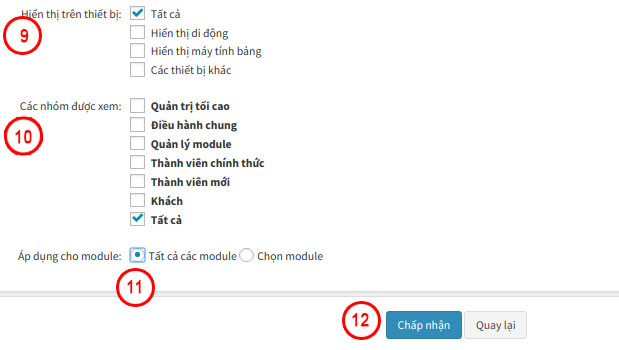 Hiển thị trên thiết bị: Tất cả
9
Hiển thị di động
Hiển thị máy tính bảng
Các thiết bị khác
Các nhóm được xem: Quản trị tối cao
10
Điều hành chung
Quản lý module
Thành viên chính thức
Thành viên mới
Khách
Tất cả
Áp dụng cho module: Tất cả các module Chọn module
11
12 Chấp nhận Quay lại